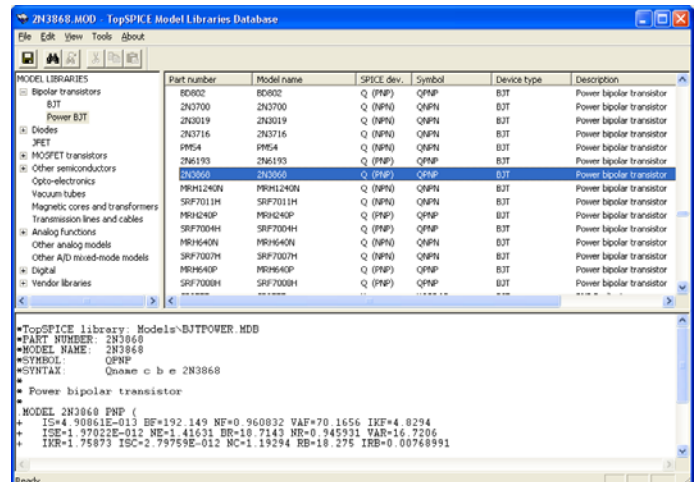 2N3868.MOD - TopSPICE Model Libraries Database
File Edit View Tools About
MODEL LIBRARIES
Bipolar transistors
BJT
Power BJT
Diodes
JFET
MOSFET transistors
Other semiconductors
Opto-electronics
Vacuum tubes
Magnetic cores and transformers
Transmission lines and cables
Analog functions
Other analog models
Other A/D mixed-mode models
Digital
Vendor libraries
Part number Model name SPICE dev. Symbol Device type Description
BD802 BD802 Q (PNP) QPNP BJT Power bipolar transistor
2N3700 2N3700 Q (NPN) QNPN BJT Power bipolar transistor
2N3019 2N3019 Q (NPN) QNPN BJT Power bipolar transistor
2N3716 2N3716 Q (NPN) QNPN BJT Power bipolar transistor
PM54 PM54 Q (NPN) QNPN BJT Power bipolar transistor
2N6193 2N6193 Q (PNP) QPNP BJT Power bipolar transistor
2N3868 2N3868 Q (PNP) QPNP BJT Power bipolar transistor
MRH1240N MRH1240N Q (NPN) QNPN BJT Power bipolar transistor
SRF7011H SRF7011H Q (NPN) QNPN BJT Power bipolar transistor
MRH240P MRH240P Q (PNP) QPNP BJT Power bipolar transistor
SRF7004H SRF7004H Q (PNP) QPNP BJT Power bipolar transistor
MRH640N MRH640N Q (NPN) QNPN BJT Power bipolar transistor
SRF7007H SRF7007H Q (NPN) QNPN BJT Power bipolar transistor
MRH640P MRH640P Q (PNP) QPNP BJT Power bipolar transistor
SRF7008H SRF7008H Q (PNP) QPNP BJT Power bipolar transistor
*TopSPICE library: Models\BJTPOWER.MDB
*PART NUMBER: 2N3868
*MODEL NAME: 2N3868
*SYMBOL: QPNP
*SYNTAX: Qname c b e 2N3868
*
* Power bipolar transistor
*
.MODEL 2N3868 PNP (
+ IS=4.90861E-013 BF=192.149 NF=0.960832 VAF=70.1656 IKF=4.8294
+ ISE=1.97022E-012 NE=1.41631 BR=18.7143 NR=0.945931 VAR=16.7206
+ IKR=1.75873 ISC=2.79759E-012 NC=1.19294 RB=18.275 IRB=0.00768991
Ready